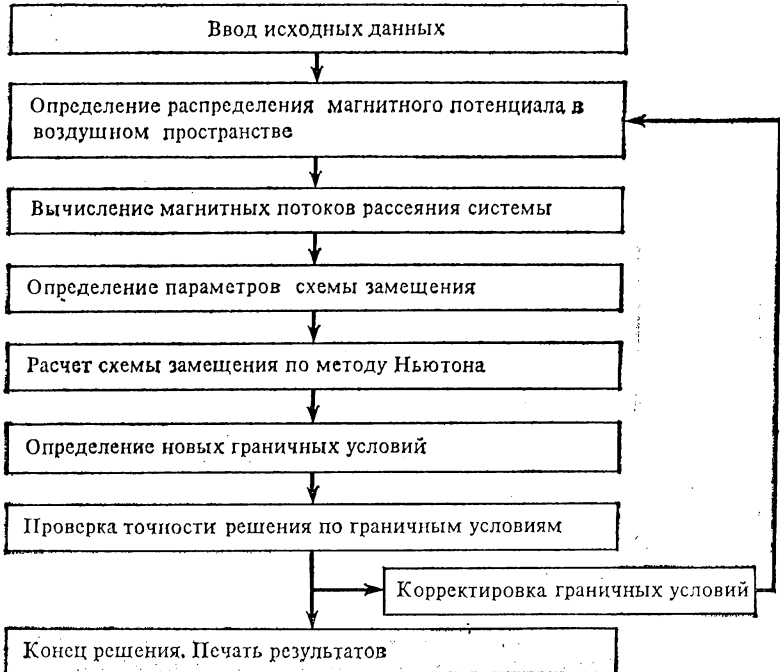 Ввод исходных данных
Определение распределения магнитного потенциала в
воздушном пространстве
Вычисление магнитных потоков рассеяния системы
Определение параметров схемы замещения
Расчет схемы замещения по методу Ньютона
Определение новых граничных условий
Проверка точности решения по граничным условиям
Корректировка граничных условий
Конец решения. Печать результатов